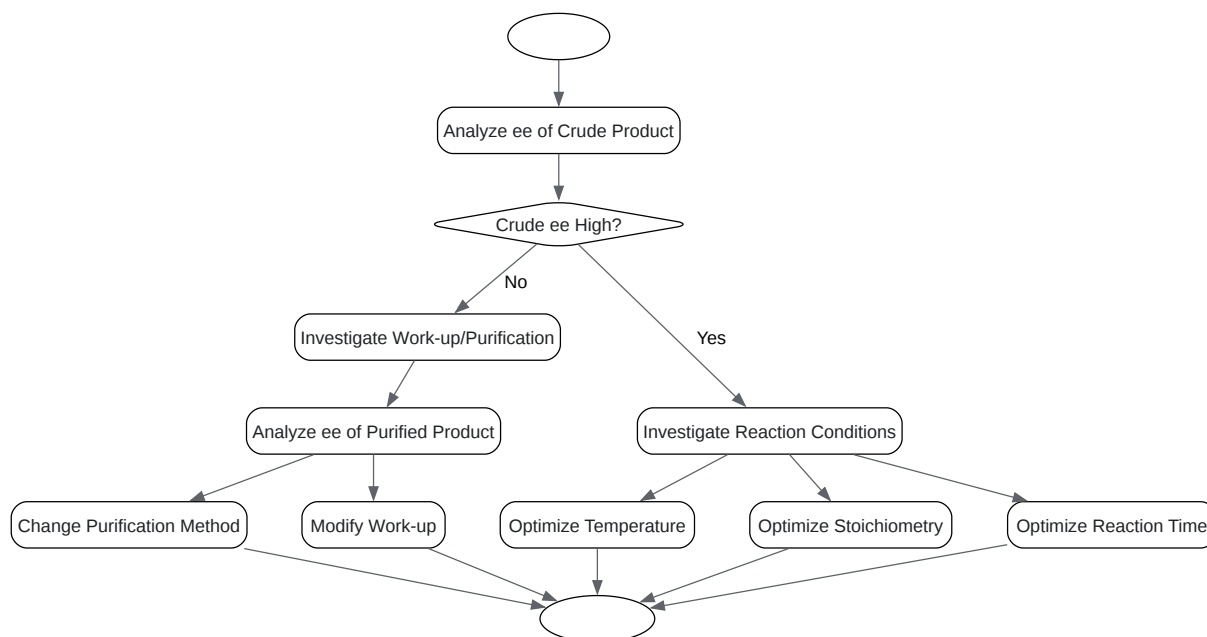 Analyze ee of Crude Product
Crude ee High?
No
Investigate Work-up/Purification
Yes
Analyze ee of Purified Product
Investigate Reaction Conditions
Change Purification Method
Modify Work-up
Optimize Temperature
Optimize Stoichiometry
Optimize Reaction Time